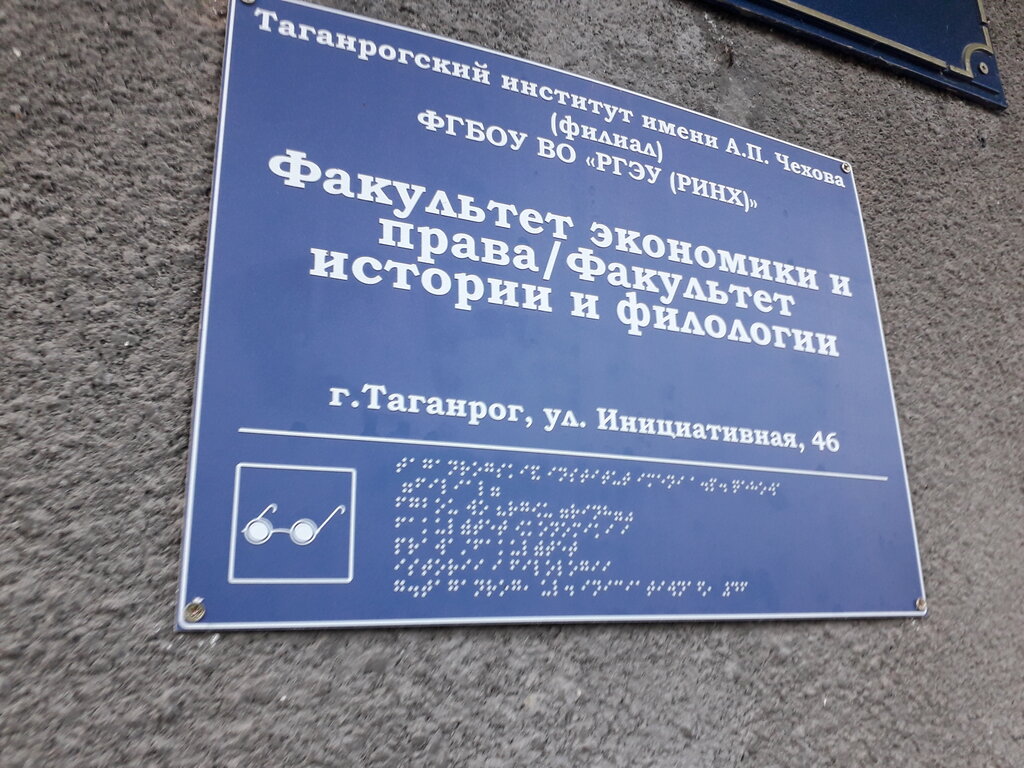 Таганрогский институт имени А.П. Чехова
(филиал)
ФГБОУ ВО «РГЭУ (РИНХ)»
Факультет экономики и
права/Факультет
истории и филологии
г.Таганрог, ул. Инициативная, 46